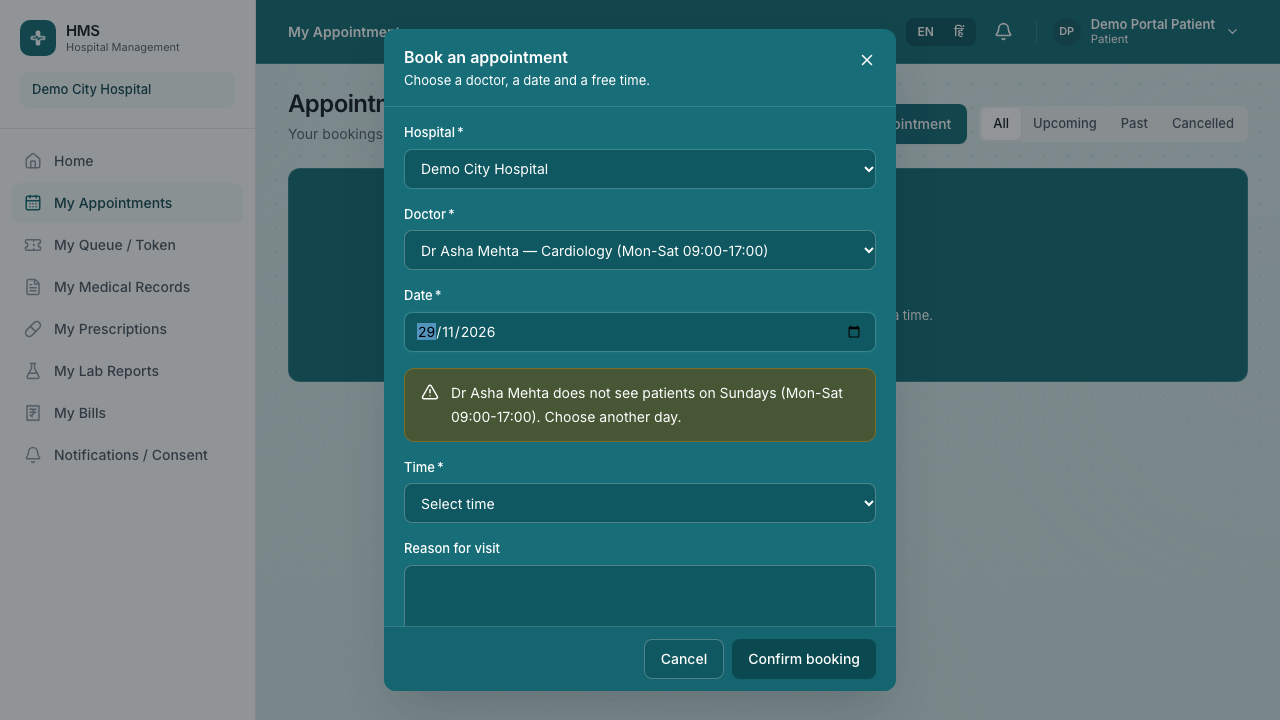 HMS
Hospital Management
Demo City Hospital
Home
My Appointments
My Queue / Token
My Medical Records
My Prescriptions
My Lab Reports
My Bills
Notifications / Consent
EN
हिं
DP
Demo Portal Patient
Patient
Your bookings
All
Upcoming
Past
Cancelled
a time.
Book an appointment
Choose a doctor, a date and a free time.
Hospital *
Demo City Hospital
Doctor *
Dr Asha Mehta — Cardiology (Mon-Sat 09:00-17:00)
Date *
29/11/2026
Dr Asha Mehta does not see patients on Sundays (Mon-Sat
09:00-17:00). Choose another day.
Time *
Select time
Reason for visit
Cancel
Confirm booking